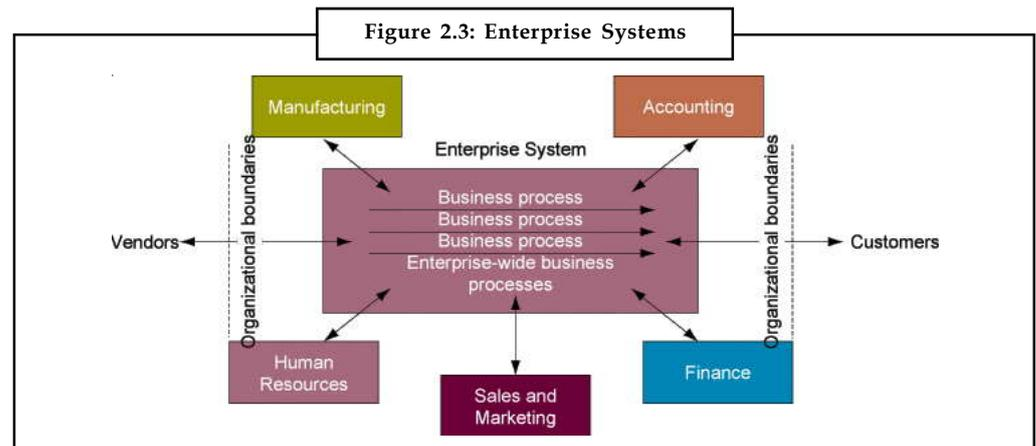 Figure 2.3: Enterprise Systems
Manufacturing
Accounting
Enterprise System
Organizational boundaries
Business process
Business process
Business process
Enterprise-wide business
processes
Organizational boundaries
Vendors
Customers
Human
Resources
Sales and
Marketing
Finance